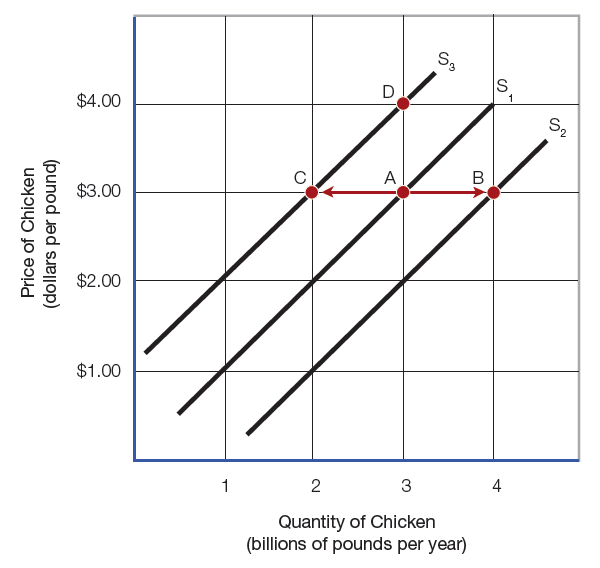 S3
D
S1
$4.00
S2
C
A
B
$3.00
$2.00
$1.00
Price of Chicken
(dollars per pound)
1
2
3
4
Quantity of Chicken
(billions of pounds per year)